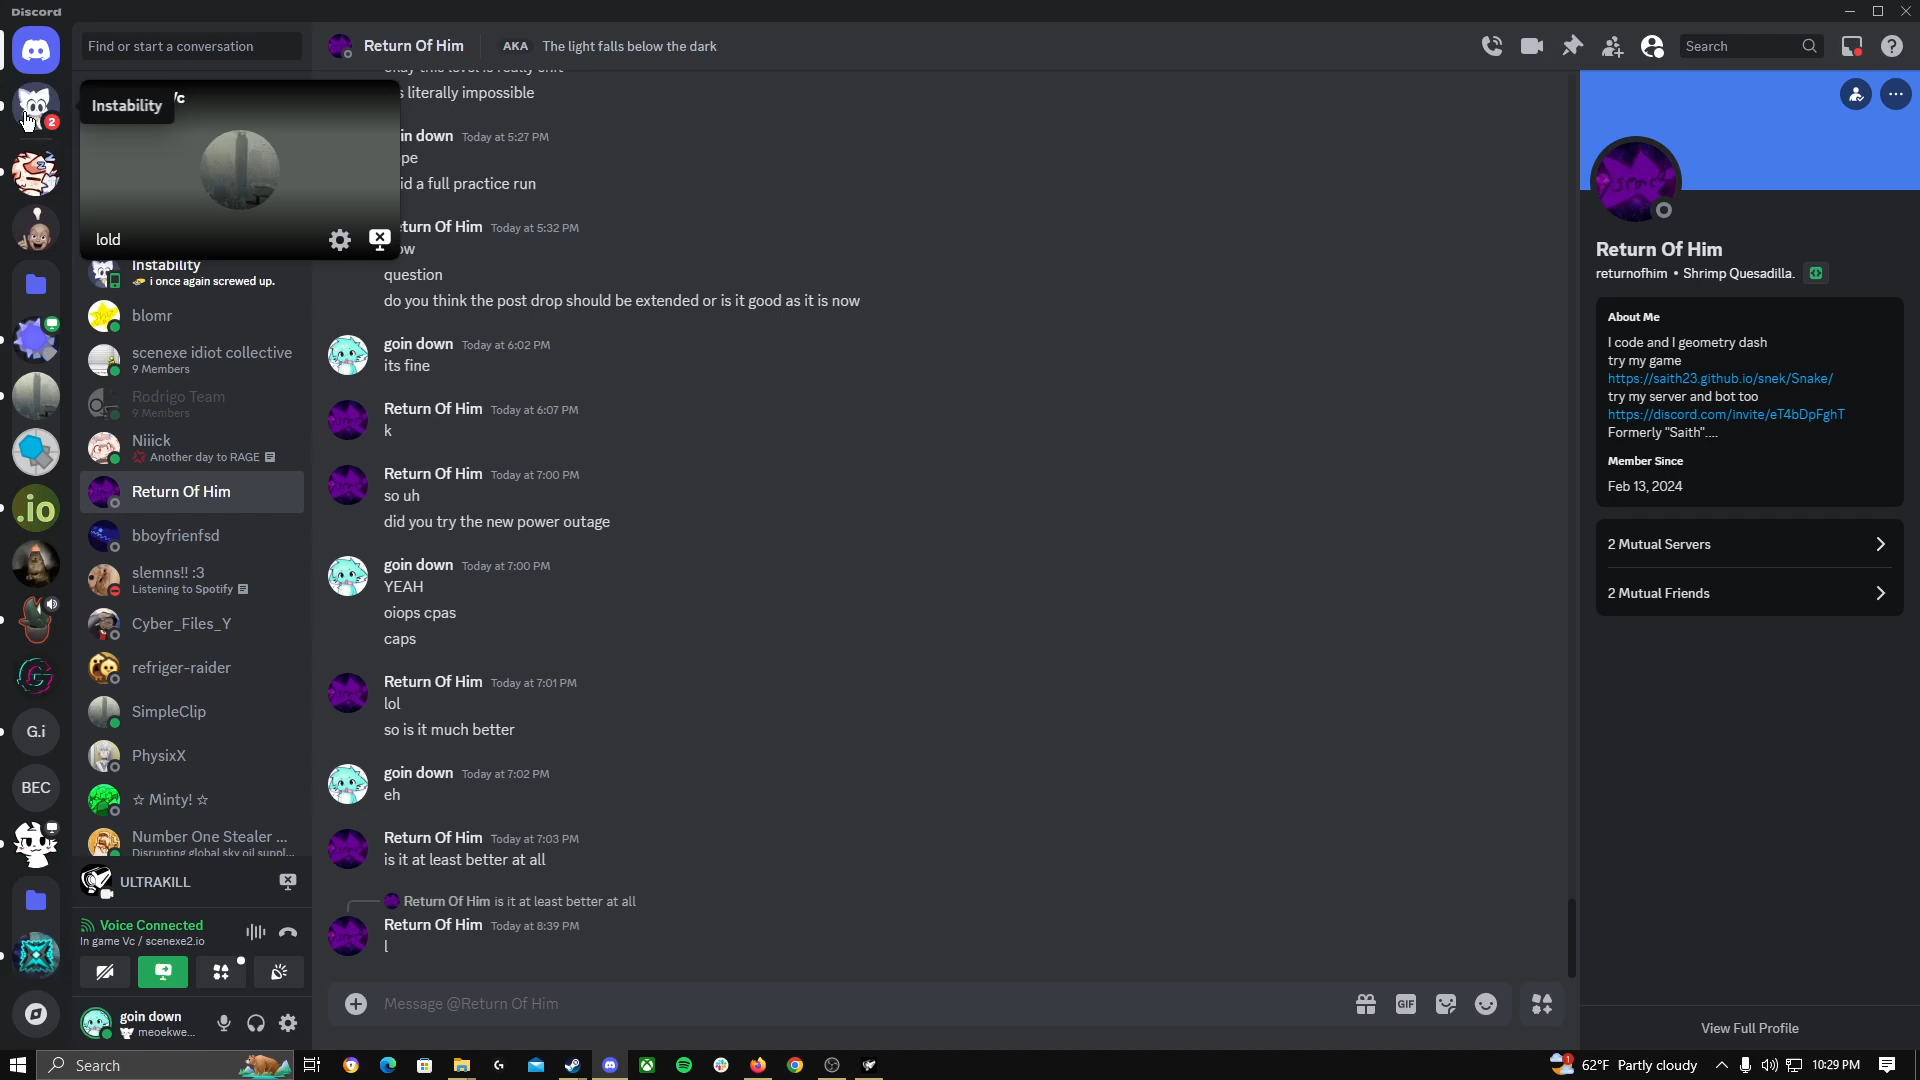 Discord
Find or start a conversation
Return Of Him
AKA
The light falls below the dark
Search
Instability
Vc
lold
2
Instability
i once again screwed up.
blomr
scenexe idiot collective
9 Members
Rodrigo Team
9 Members
Niiick
Another day to RAGE
Return Of Him
bboyfrienfsd
slemns!! :3
Listening to Spotify
Cyber_Files_Y
refriger-raider
SimpleClip
PhysixX
☆ Minty! ☆
Number One Stealer ...
Disrupting global sky oil suppl...
.io
G.i
BEC
ULTRAKILL
Voice Connected
In game Vc / scenexe2.io
goin down
meoekwe...
s literally impossible
in down Today at 5:27 PM
pe
id a full practice run
turn Of Him Today at 5:32 PM
ow
question
do you think the post drop should be extended or is it good as it is now
goin down Today at 6:02 PM
its fine
Return Of Him Today at 6:07 PM
k
Return Of Him Today at 7:00 PM
so uh
did you try the new power outage
goin down Today at 7:00 PM
YEAH
oiops cpas
caps
Return Of Him Today at 7:01 PM
lol
so is it much better
goin down Today at 7:02 PM
eh
Return Of Him Today at 7:03 PM
is it at least better at all
Return Of Him is it at least better at all
Return Of Him Today at 8:39 PM
l
Message @Return Of Him
GIF
Return Of Him
returnofhim • Shrimp Quesadilla.
About Me
I code and I geometry dash
try my game
https://saith23.github.io/snek/Snake/
try my server and bot too
https://discord.com/invite/eT4bDpFghT
Formerly "Saith"....
Member Since
Feb 13, 2024
2 Mutual Servers
2 Mutual Friends
View Full Profile
Search
1
62°F Partly cloudy
10:29 PM